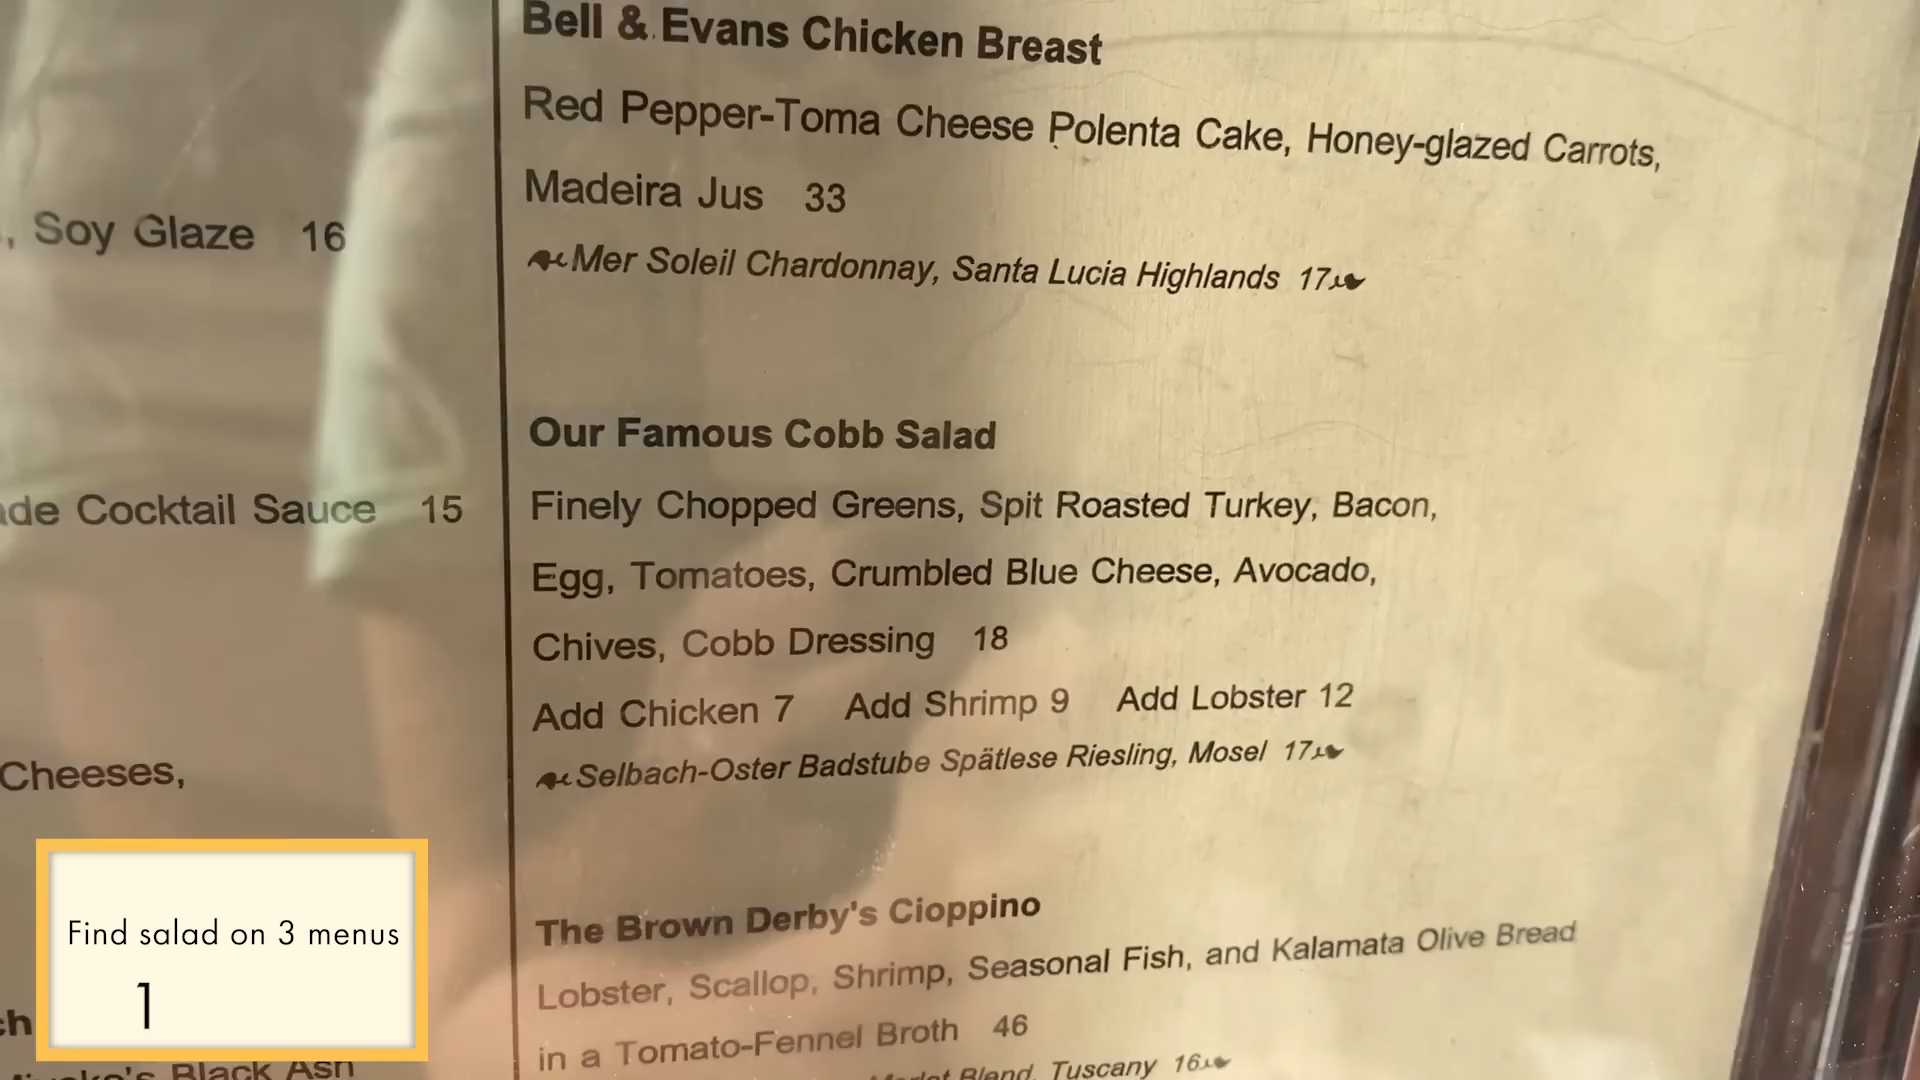 Bell & Evans Chicken Breast
Red Pepper-Toma Cheese Polenta Cake, Honey-glazed Carrots,
Madeira Jus 33
Mer Soleil Chardonnay, Santa Lucia Highlands 17
Our Famous Cobb Salad
Finely Chopped Greens, Spit Roasted Turkey, Bacon,
Egg, Tomatoes, Crumbled Blue Cheese, Avocado,
Chives, Cobb Dressing 18
Add Chicken 7 Add Shrimp 9 Add Lobster 12
Selbach-Oster Badstube Spätlese Riesling, Mosel 17
The Brown Derby's Cioppino
Lobster, Scallop, Shrimp, Seasonal Fish, and Kalamata Olive Bread
in a Tomato-Fennel Broth 46
Blend, Tuscany 16
, Soy Glaze 16
Cocktail Sauce 15
Cheeses,
Black Ash
Find salad on 3 menus
1